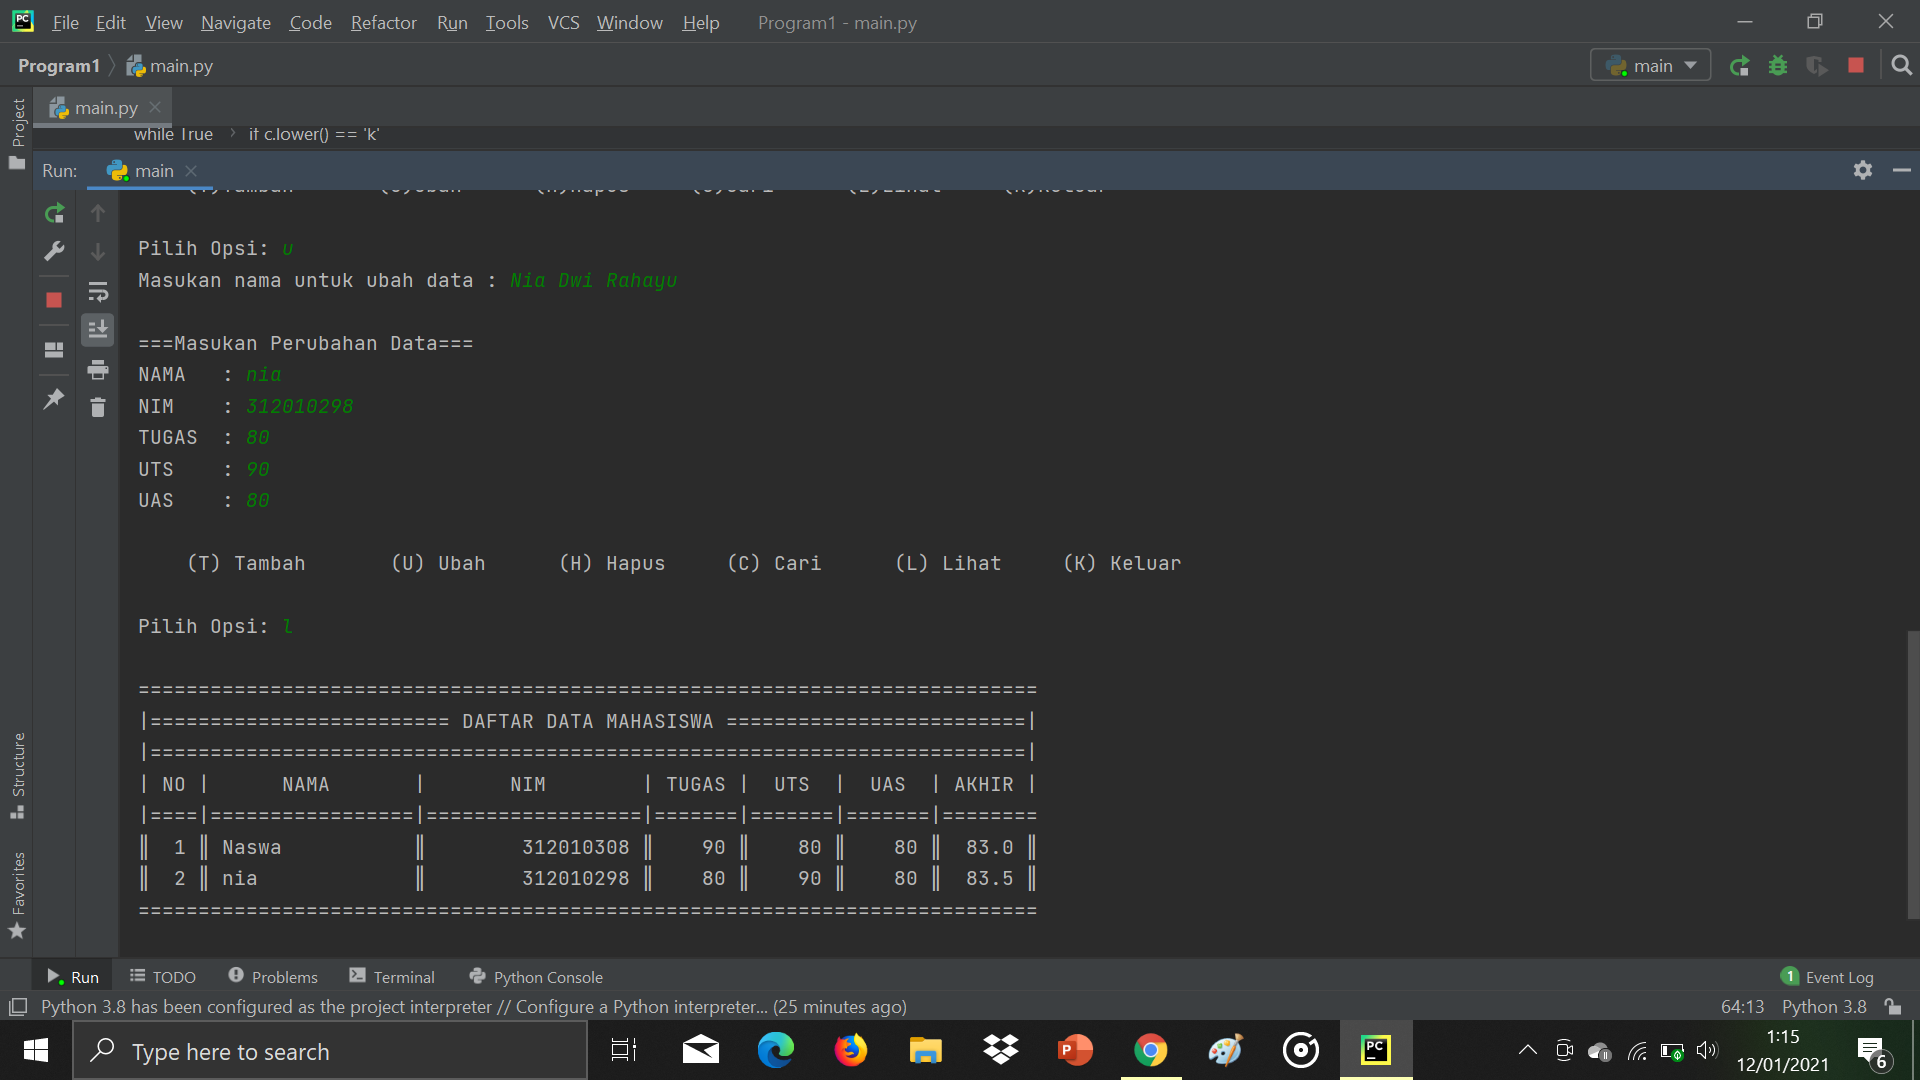 File Edit View Navigate Code Refactor Run Tools VCS Window Help Program1 - main.py
Program1 main.py main
main.py
Project
while True > if c.lower() == 'k'
Run: main
Pilih Opsi: u
Masukan nama untuk ubah data : Nia Dwi Rahayu
===Masukan Perubahan Data===
NAMA : nia
NIM : 312010298
TUGAS : 80
UTS : 90
UAS : 80
(T) Tambah (U) Ubah (H) Hapus (C) Cari (L) Lihat (K) Keluar
Pilih Opsi: l
===========================================================================
|========================= DAFTAR DATA MAHASISWA =========================|
|=========================================================================|
| NO | NAMA | NIM | TUGAS | UTS | UAS | AKHIR |
|====|=================|==================|=======|=======|=======|========
║ 1 ║ Naswa ║ 312010308 ║ 90 ║ 80 ║ 80 ║ 83.0 ║
║ 2 ║ nia ║ 312010298 ║ 80 ║ 90 ║ 80 ║ 83.5 ║
===========================================================================
Structure
Favorites
Run TODO Problems Terminal Python Console 1 Event Log
Python 3.8 has been configured as the project interpreter // Configure a Python interpreter... (25 minutes ago) 64:13 Python 3.8
Type here to search
1:15
12/01/2021
6